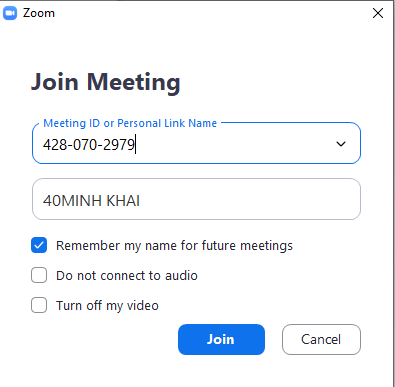 Zoom
Join Meeting
Meeting ID or Personal Link Name
428-070-2979
40MINH KHAI
Remember my name for future meetings
Do not connect to audio
Turn off my video
Join Cancel